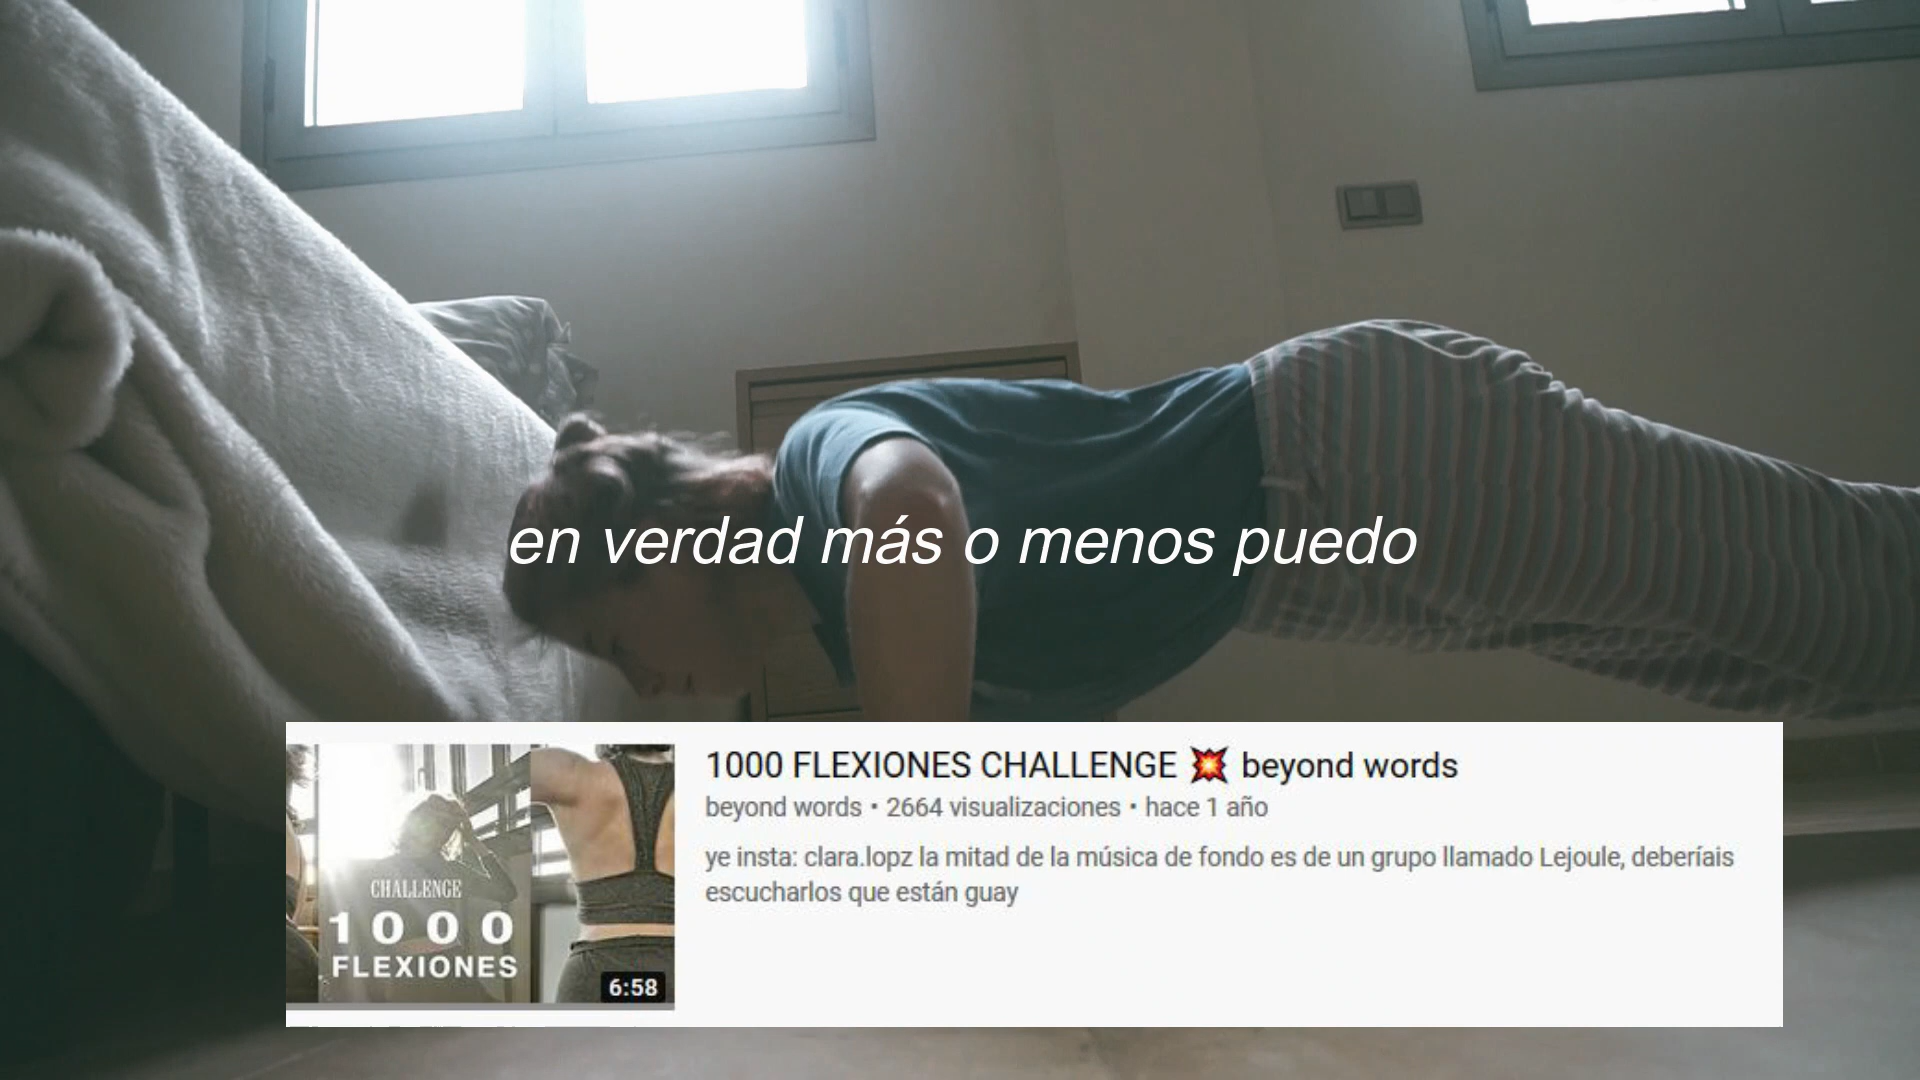 en verdad más o menos puedo
1000 FLEXIONES CHALLENGE 💥 beyond words
beyond words • 2664 visualizaciones • hace 1 año
ye insta: clara.lopz la mitad de la música de fondo es de un grupo llamado Lejoule, deberíais
escucharlos que están guay
CHALLENGE
1000
FLEXIONES
6:58